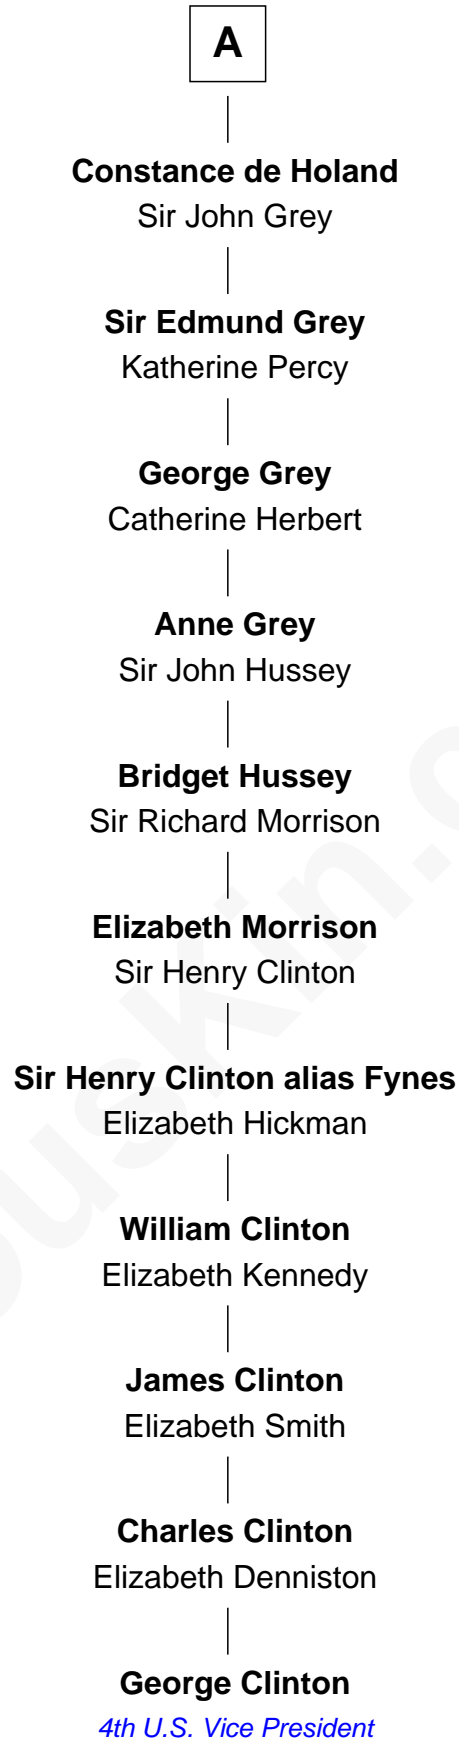 A
Constance de Holand
Sir John Grey
Sir Edmund Grey
Katherine Percy
George Grey
Catherine Herbert
Anne Grey
Sir John Hussey
Bridget Hussey
Sir Richard Morrison
Elizabeth Morrison
Sir Henry Clinton
Sir Henry Clinton alias Fynes
Elizabeth Hickman
William Clinton
Elizabeth Kennedy
James Clinton
Elizabeth Smith
Charles Clinton
Elizabeth Denniston
George Clinton
4th U.S. Vice President